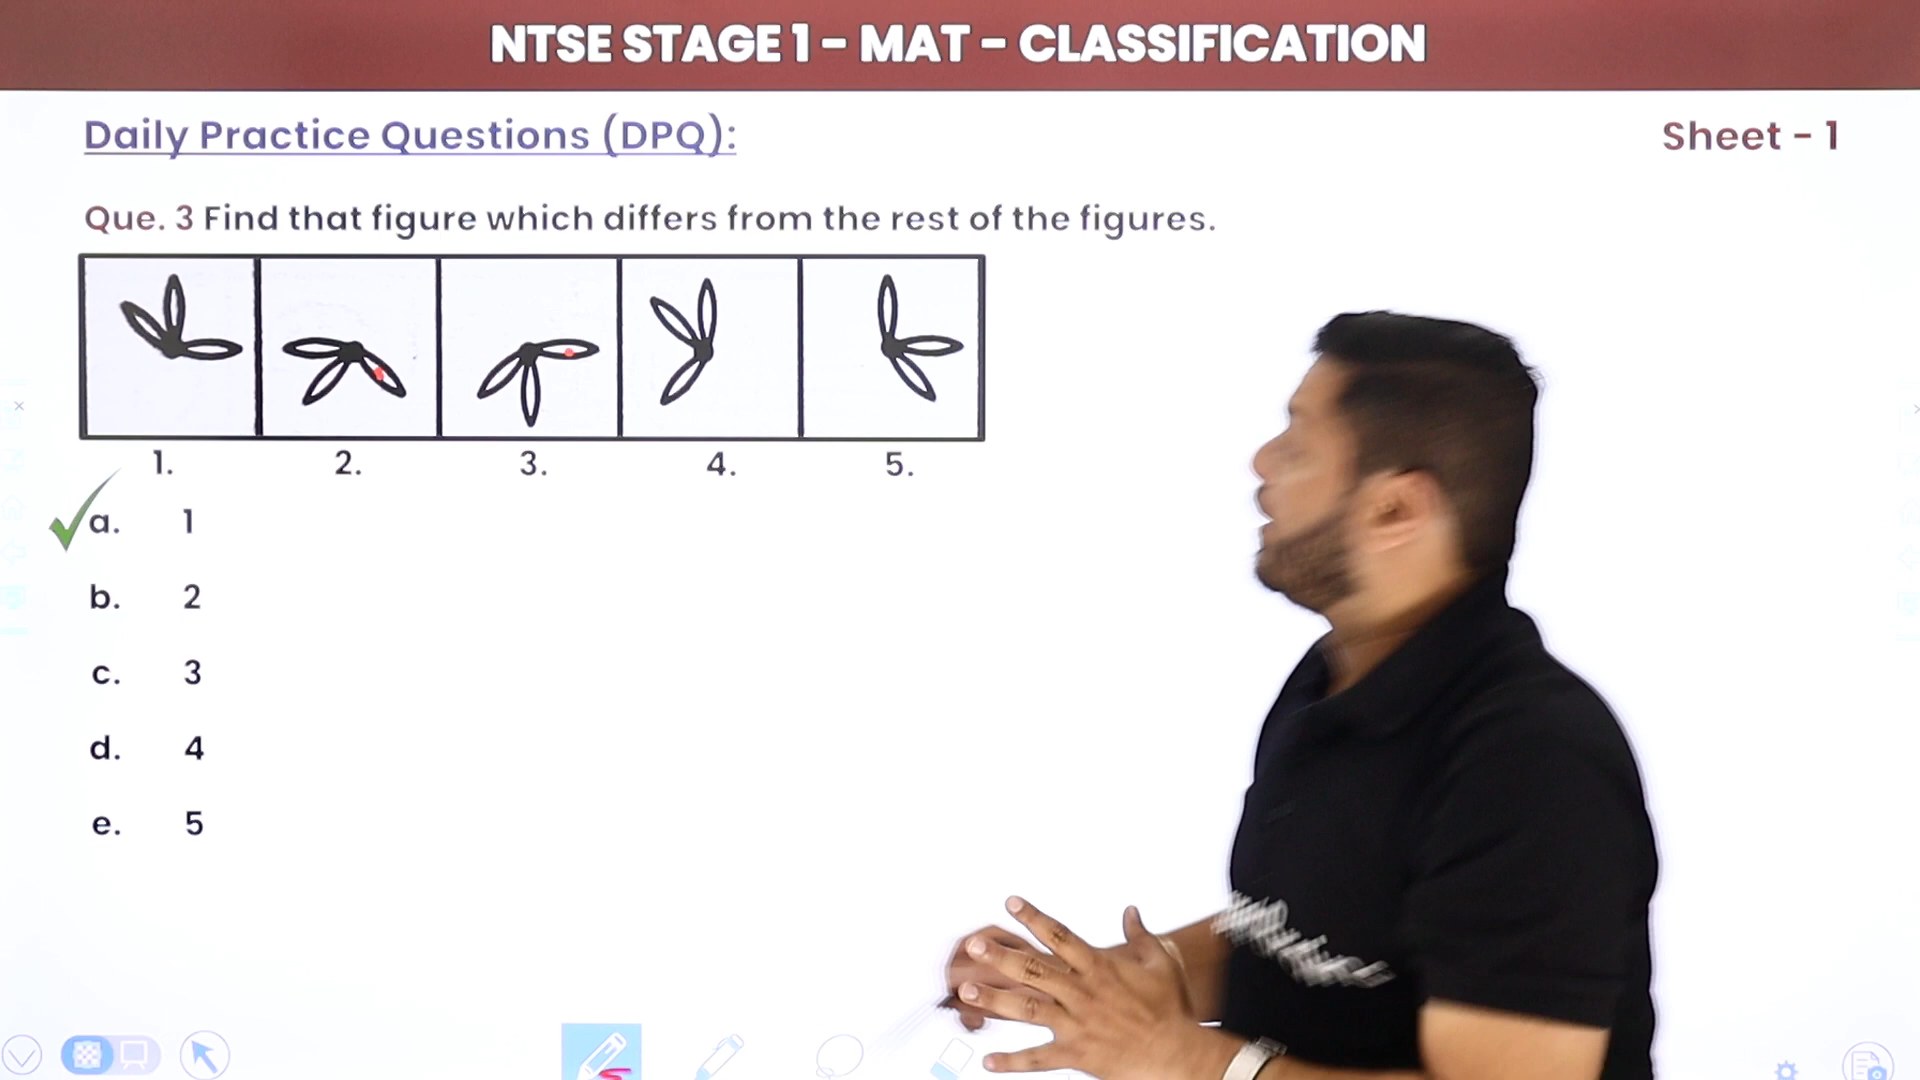 NTSE STAGE 1 - MAT - CLASSIFICATION
Daily Practice Questions (DPQ):
Sheet - 1
Que. 3 Find that figure which differs from the rest of the figures.
1. 2. 3. 4. 5.
a. 1
b. 2
c. 3
d. 4
e. 5